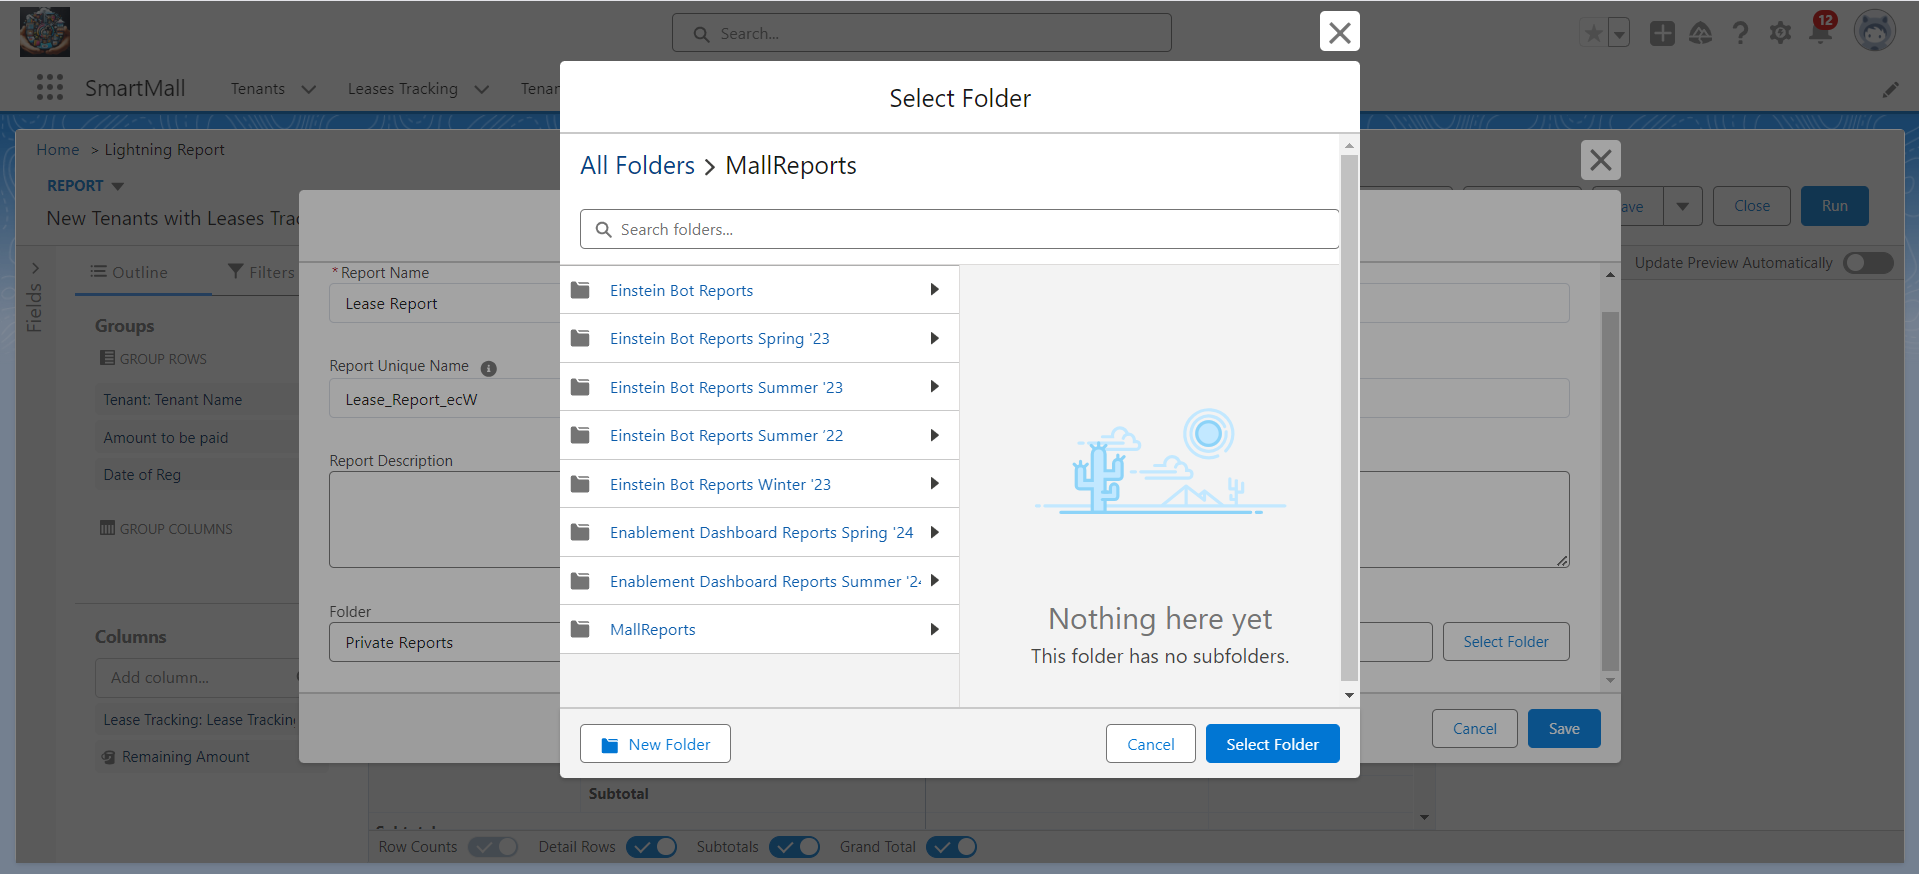 Search...
12
SmartMall
Tenants
Leases Tracking
Tenan
Select Folder
Home > Lightning Report
All Folders > MallReports
REPORT
New Tenants with Leases Trac
ave
Close
Run
Search folders...
Fields
Outline
Filters
Update Preview Automatically
* Report Name
Lease Report
Groups
GROUP ROWS
Report Unique Name
Tenant: Tenant Name
Lease_Report_ecW
Amount to be paid
Report Description
Date of Reg
GROUP COLUMNS
Folder
Columns
Private Reports
Select Folder
Add column...
Lease Tracking: Lease Tracking
Remaining Amount
Cancel
Save
Einstein Bot Reports
Einstein Bot Reports Spring '23
Einstein Bot Reports Summer '23
Einstein Bot Reports Summer '22
Einstein Bot Reports Winter '23
Enablement Dashboard Reports Spring '24
Enablement Dashboard Reports Summer '24
MallReports
Nothing here yet
This folder has no subfolders.
New Folder
Cancel
Select Folder
Subtotal
Row Counts
Detail Rows
Subtotals
Grand Total